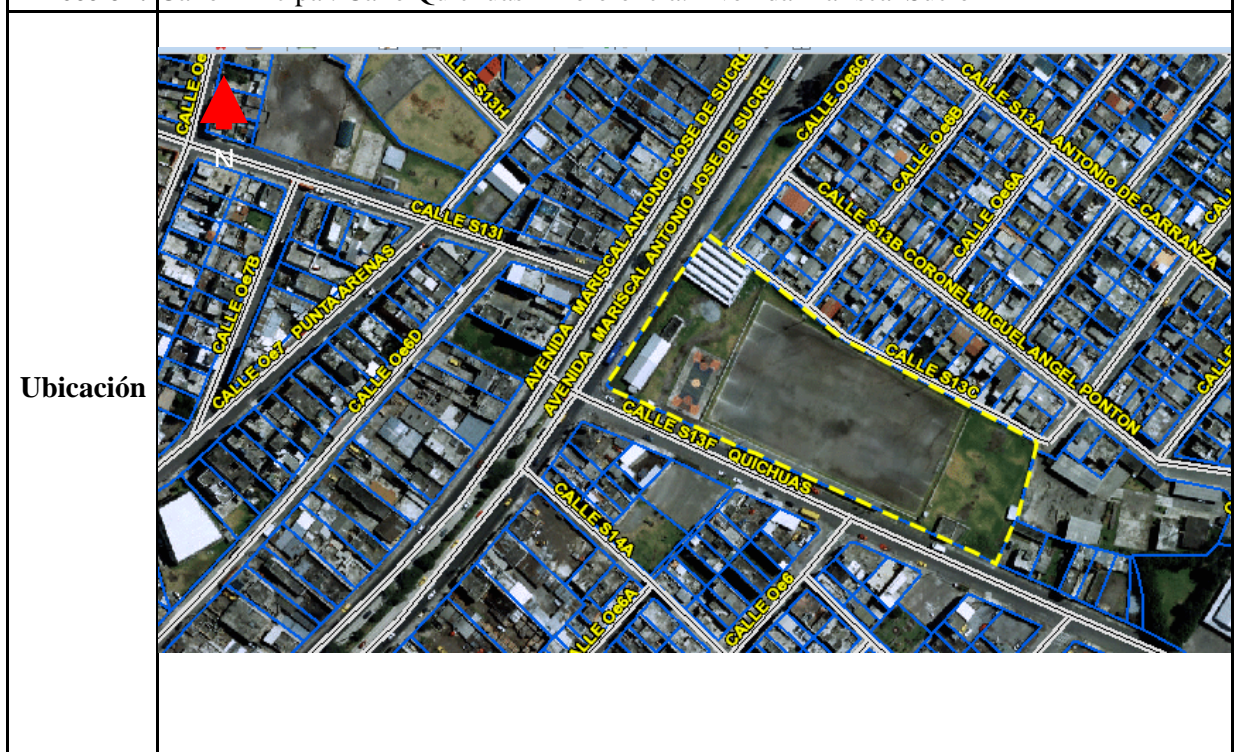 Ubicación
N
CALLE Oe
CALLE S13H
CALLE S13I
CALLE Oe7B
CALLE Oe7 PUNTA ARENAS
CALLE Oe6D
AVENIDA MARISCAL ANTONIO JOSE DE SUCRE
AVENIDA MARISCAL ANTONIO JOSE DE SUCRE
CALLE Oe6C
CALLE Oe6B
CALLE Oe6A
CALLE S13A ANTONIO DE CARRANZA
CALLE S13B CORONEL MIGUEL ANGEL PONTON
CALLE S13C
CALLE S13F QUICHUAS
CALLE S14A
CALLE Oe6A
CALLE Oe6